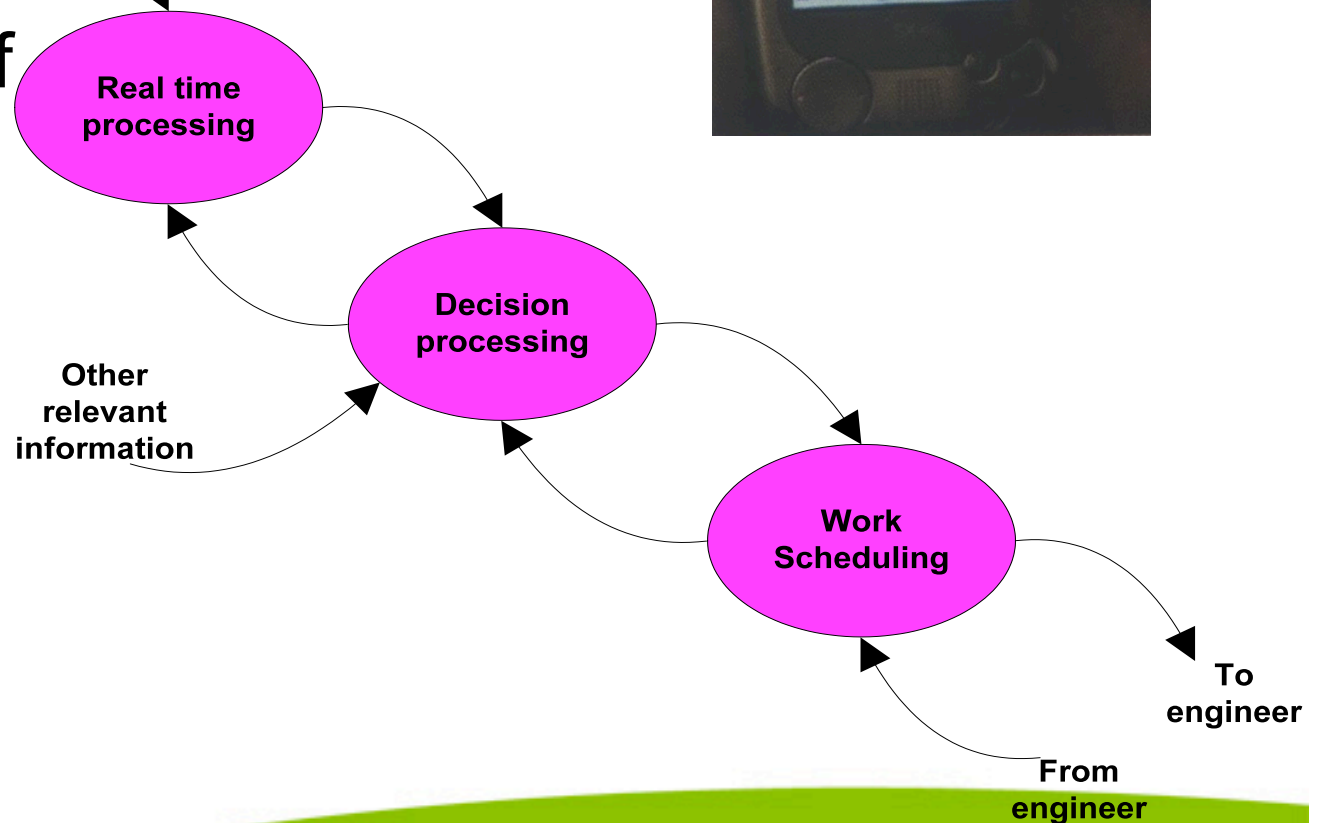 f
Real time
processing
Decision
processing
Other
relevant
information
Work
Scheduling
To
engineer
From
engineer